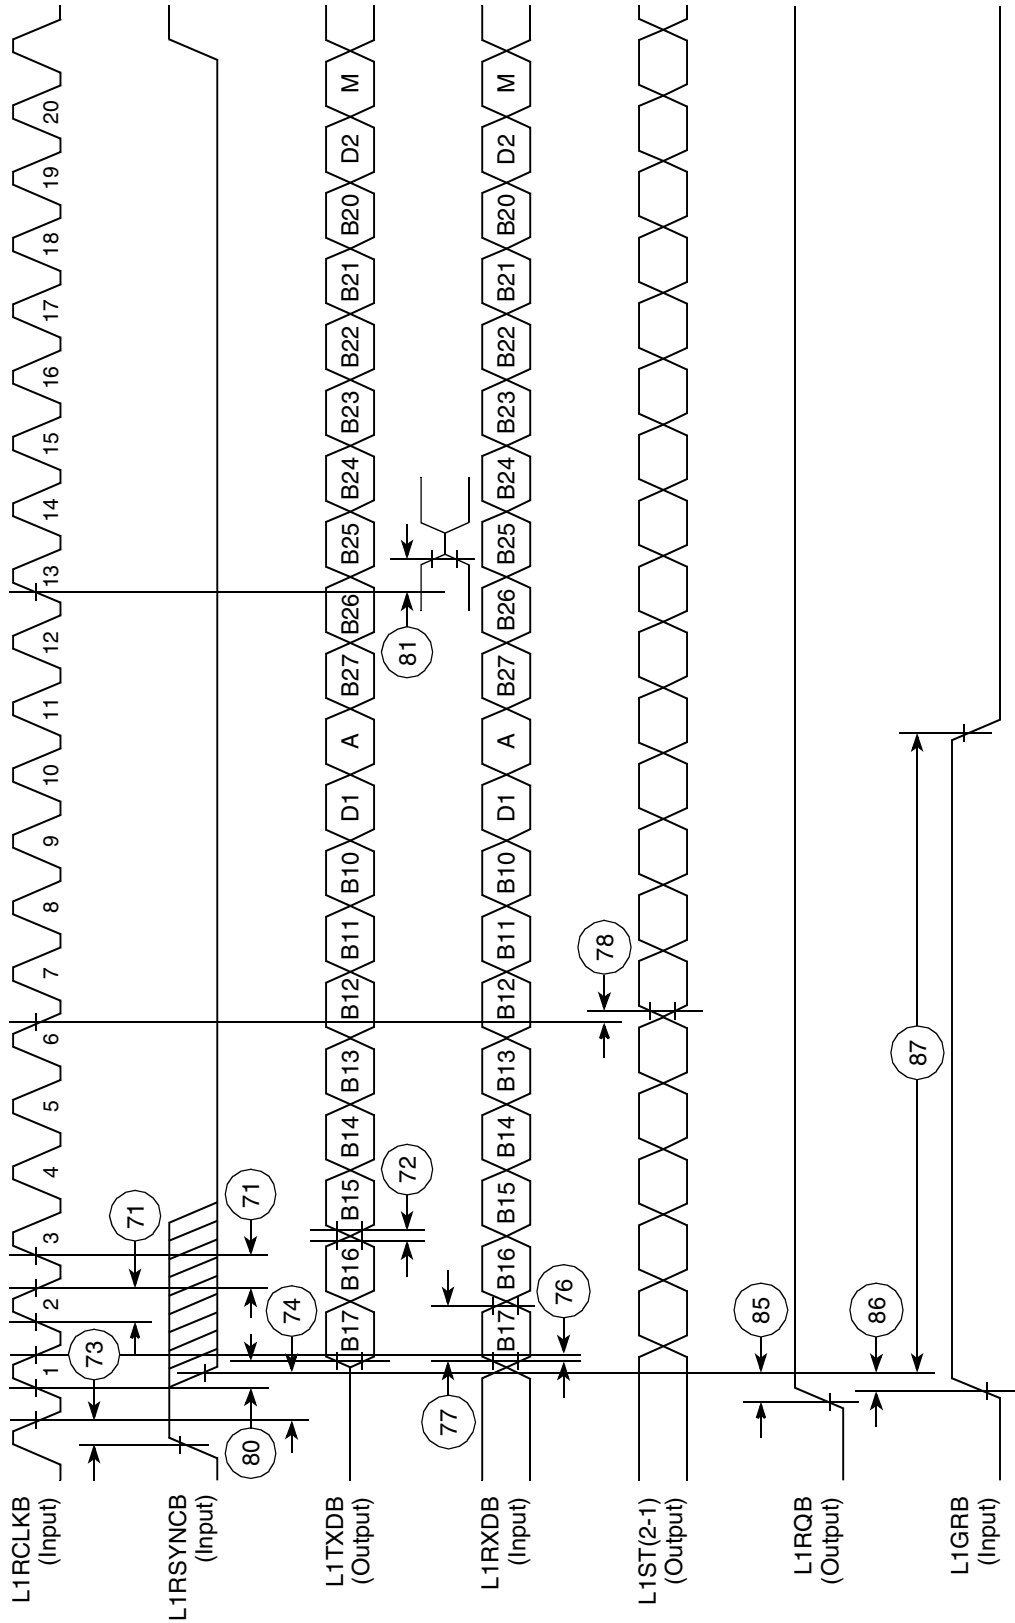 L1RCLKB
(Input)
1 2 3 4 5 6 7 8 9 10 11 12 13 14 15 16 17 18 19 20
73
71
L1RSYNCB
(Input)
80
71
74
L1TXDB
(Output)
B17 B16 B15 B14 B13 B12 B11 B10 D1 A B27 B26 B25 B24 B23 B22 B21 B20 D2 M
72
81
77
L1RXDB
(Input)
B17 B16 B15 B14 B13 B12 B11 B10 D1 A B27 B26 B25 B24 B23 B22 B21 B20 D2 M
76
78
L1ST(2-1)
(Output)
85
L1RQB
(Output)
86
87
L1GRB
(Input)